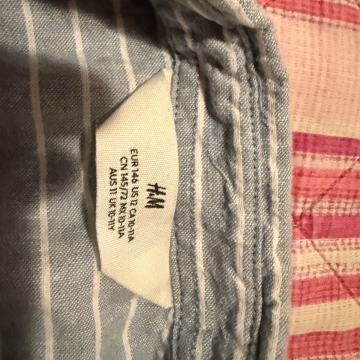 H&M
EUR 146 US 12 CA 10-11A
CN 145/72 MX 10-11A
AUS 11 UK 10-11Y